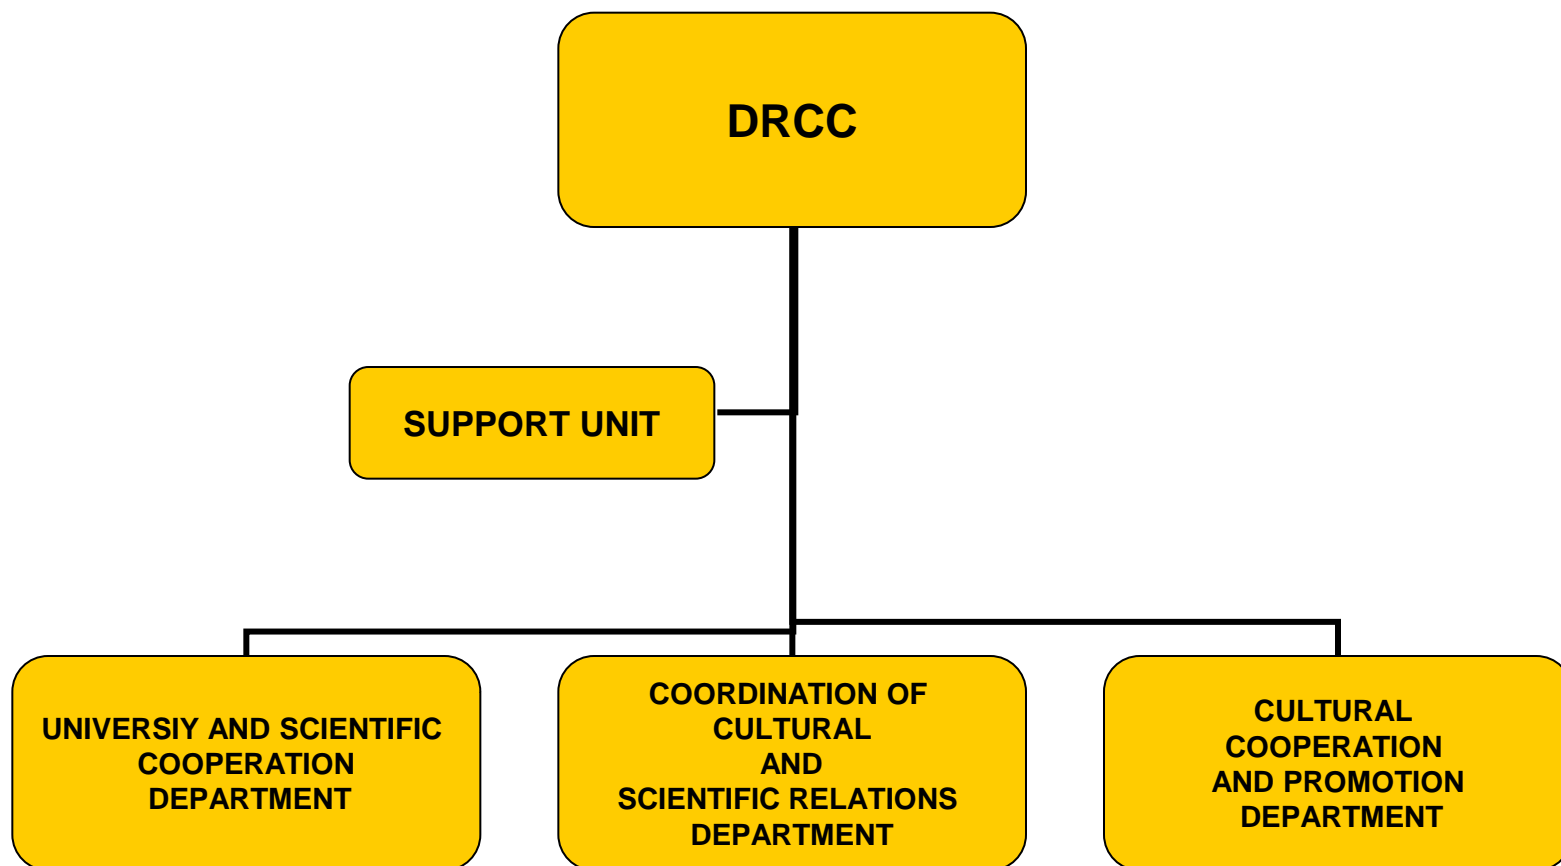 DRCC
SUPPORT UNIT
UNIVERSIY AND SCIENTIFIC
COOPERATION
DEPARTMENT
COORDINATION OF
CULTURAL
AND
SCIENTIFIC RELATIONS
DEPARTMENT
CULTURAL
COOPERATION
AND PROMOTION
DEPARTMENT